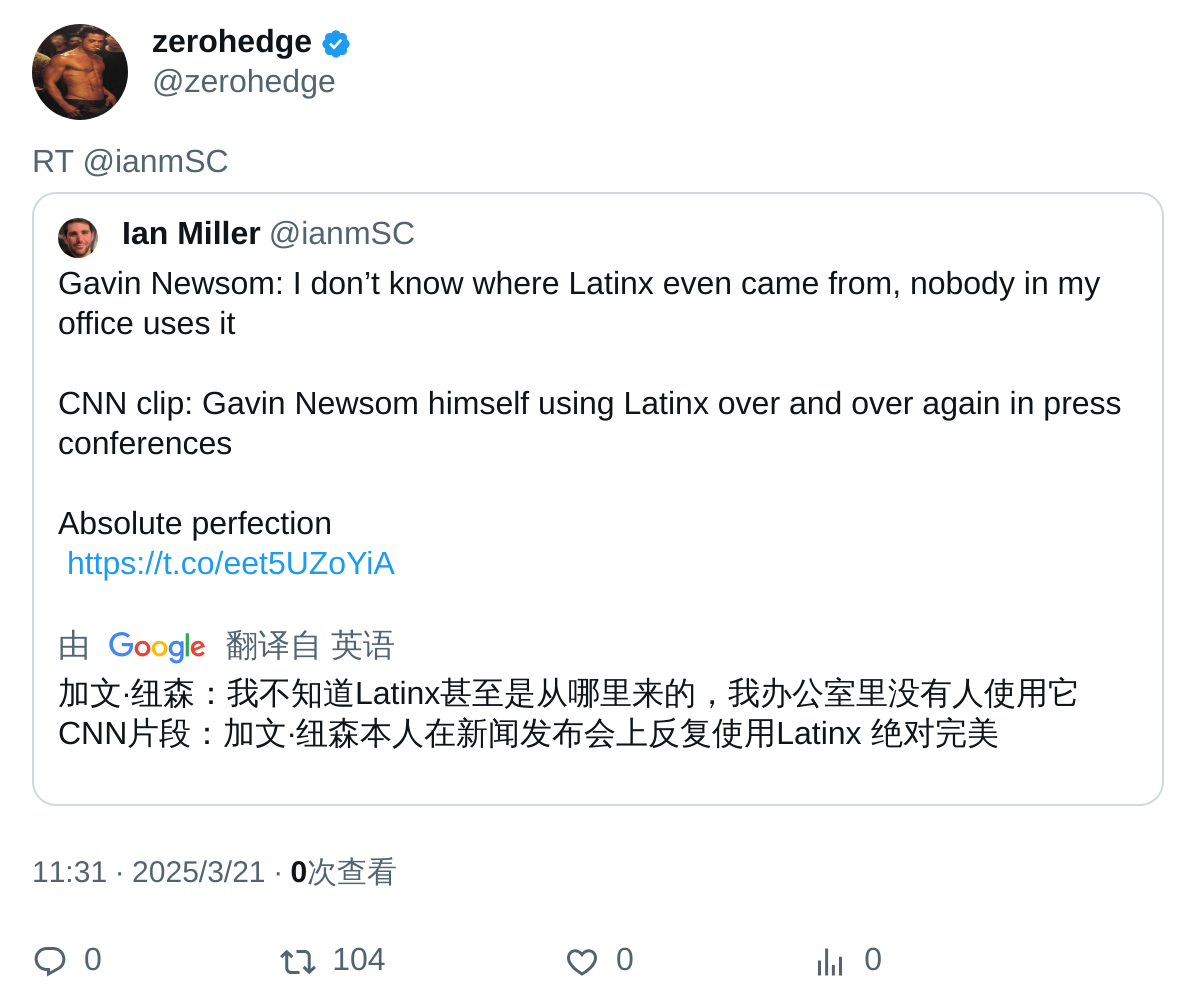 zerohedge
@zerohedge
RT @ianmSC
Ian Miller @ianmSC
Gavin Newsom: I don’t know where Latinx even came from, nobody in my
office uses it
CNN clip: Gavin Newsom himself using Latinx over and over again in press
conferences
Absolute perfection
https://t.co/eet5UZoYiA
由 Google 翻译自 英语
加文·纽森：我不知道Latinx甚至是从哪里来的，我办公室里没有人使用它
CNN片段：加文·纽森本人在新闻发布会上反复使用Latinx 绝对完美
11:31 · 2025/3/21 · 0次查看
0 104 0 0